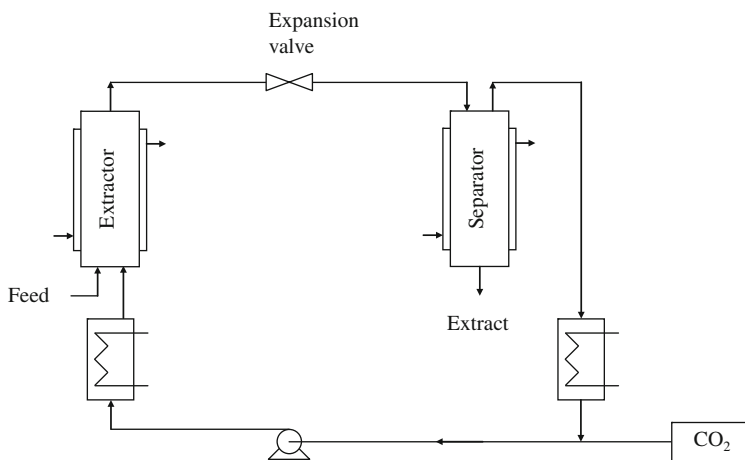 Expansion
valve
Extractor
Separator
Feed
Extract
CO₂